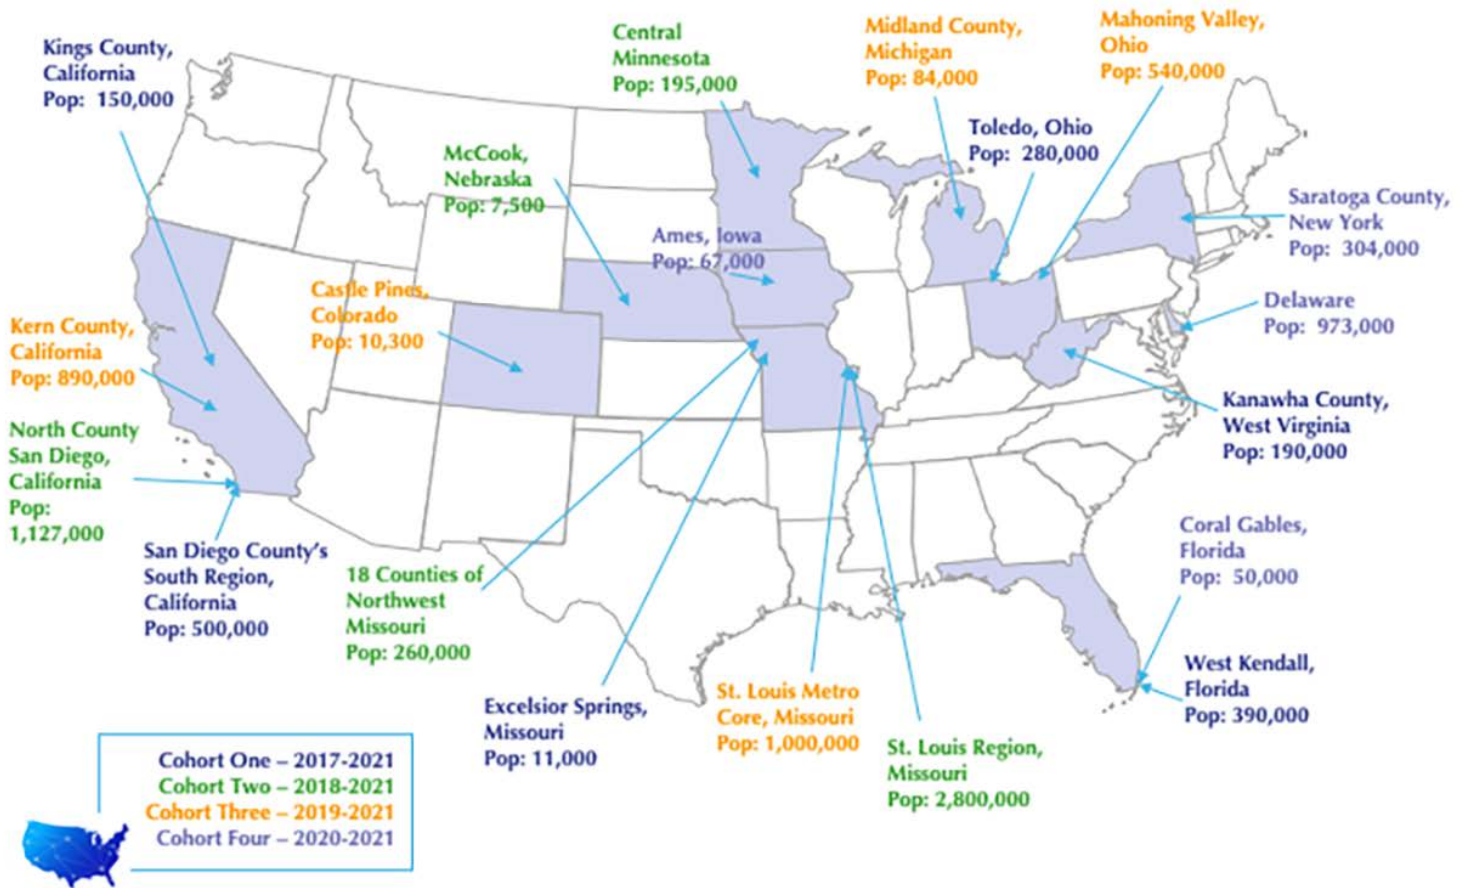 Kings County,
California
Pop: 150,000
Central
Minnesota
Pop: 195,000
Midland County,
Michigan
Pop: 84,000
Mahoning Valley,
Ohio
Pop: 540,000
Toledo, Ohio
Pop: 280,000
McCook,
Nebraska
Pop: 7,500
Saratoga County,
New York
Pop: 304,000
Ames, Iowa
Pop: 67,000
Castle Pines,
Colorado
Pop: 10,300
Delaware
Pop: 973,000
Kern County,
California
Pop: 890,000
Kanawha County,
West Virginia
Pop: 190,000
North County
San Diego,
California
Pop:
1,127,000
San Diego County's
South Region,
California
Pop: 500,000
18 Counties of
Northwest
Missouri
Pop: 260,000
Coral Gables,
Florida
Pop: 50,000
West Kendall,
Florida
Pop: 390,000
Excelsior Springs,
Missouri
Pop: 11,000
St. Louis Metro
Core, Missouri
Pop: 1,000,000
St. Louis Region,
Missouri
Pop: 2,800,000
Cohort One – 2017-2021
Cohort Two – 2018-2021
Cohort Three – 2019-2021
Cohort Four – 2020-2021